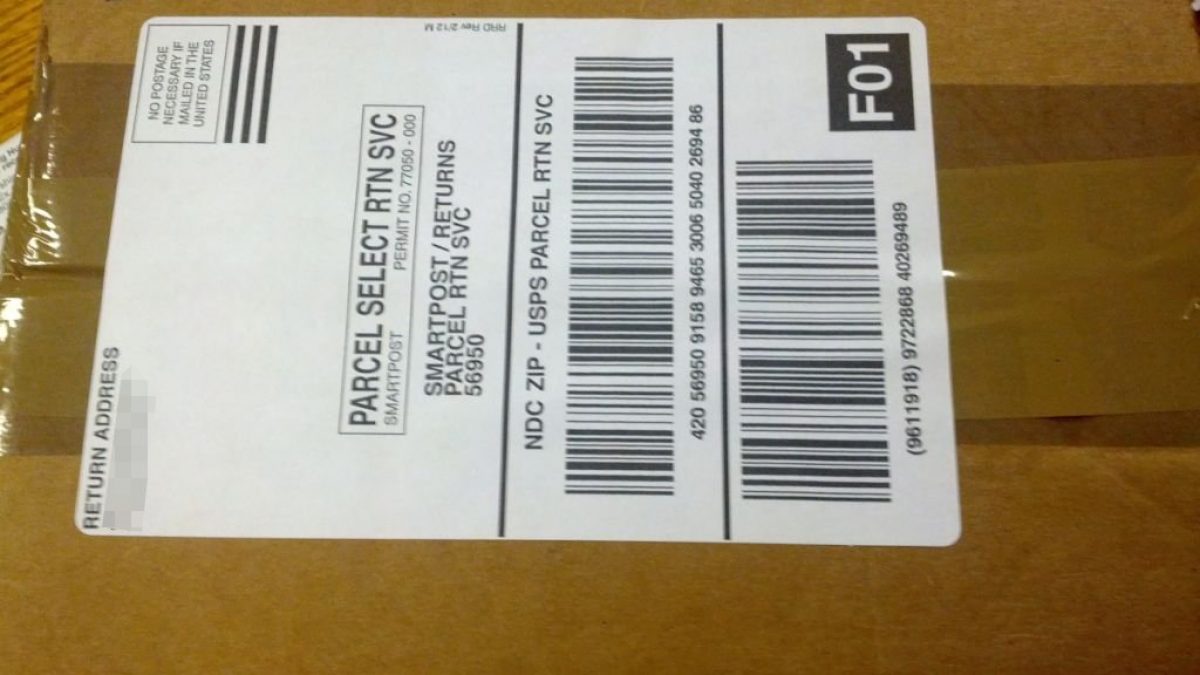 RETURN ADDRESS
NO POSTAGE
NECESSARY IF
MAILED IN THE
UNITED STATES
PARCEL SELECT RTN SVC
SMARTPOST PERMIT NO. 77050 - 000
SMARTPOST / RETURNS
PARCEL RTN SVC
56950
RRD Rev 2/12 M
NDC ZIP - USPS PARCEL RTN SVC
420 56950 9158 9465 3006 5040 2694 86
F01
(9611918) 9722868 40269489